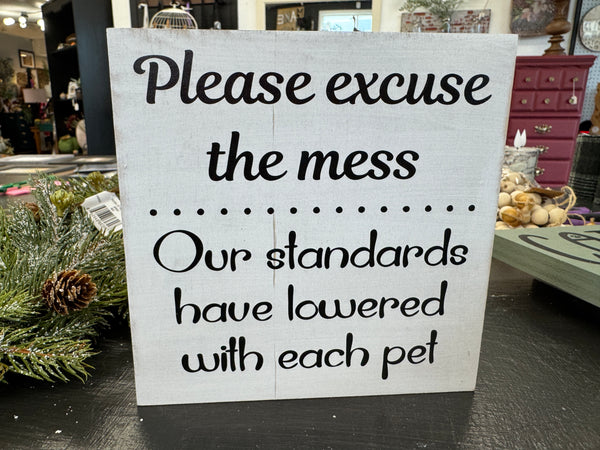 Please excuse
the mess
Our standards
have lowered
with each pet